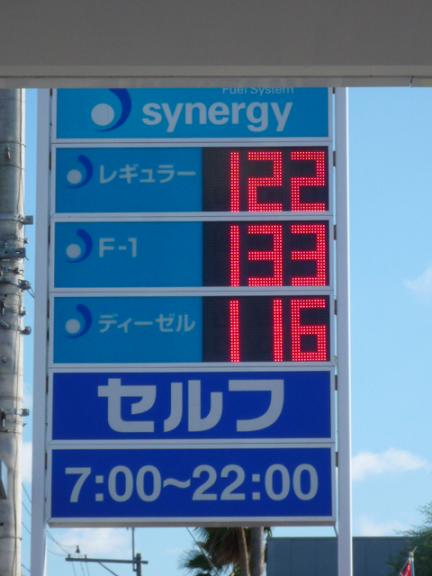 Fuel System
synergy
レギュラー 122
F-1 133
ディーゼル 116
セルフ
7:00~22:00